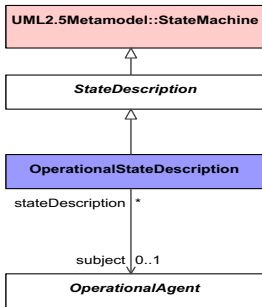 UML2.5Metamodel::StateMachine
StateDescription
OperationalStateDescription
stateDescription *
subject 0..1
OperationalAgent